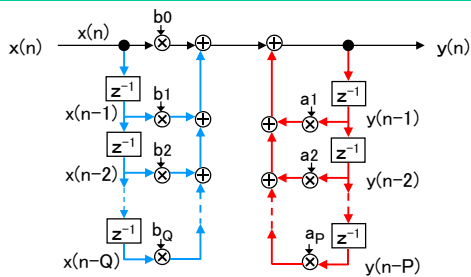 b0
x(n) x(n) y(n)
z⁻¹ b1 a1 z⁻¹
x(n-1) y(n-1)
z⁻¹ b2 a2 z⁻¹
x(n-2) y(n-2)
z⁻¹ bQ aP z⁻¹
x(n-Q) y(n-P)